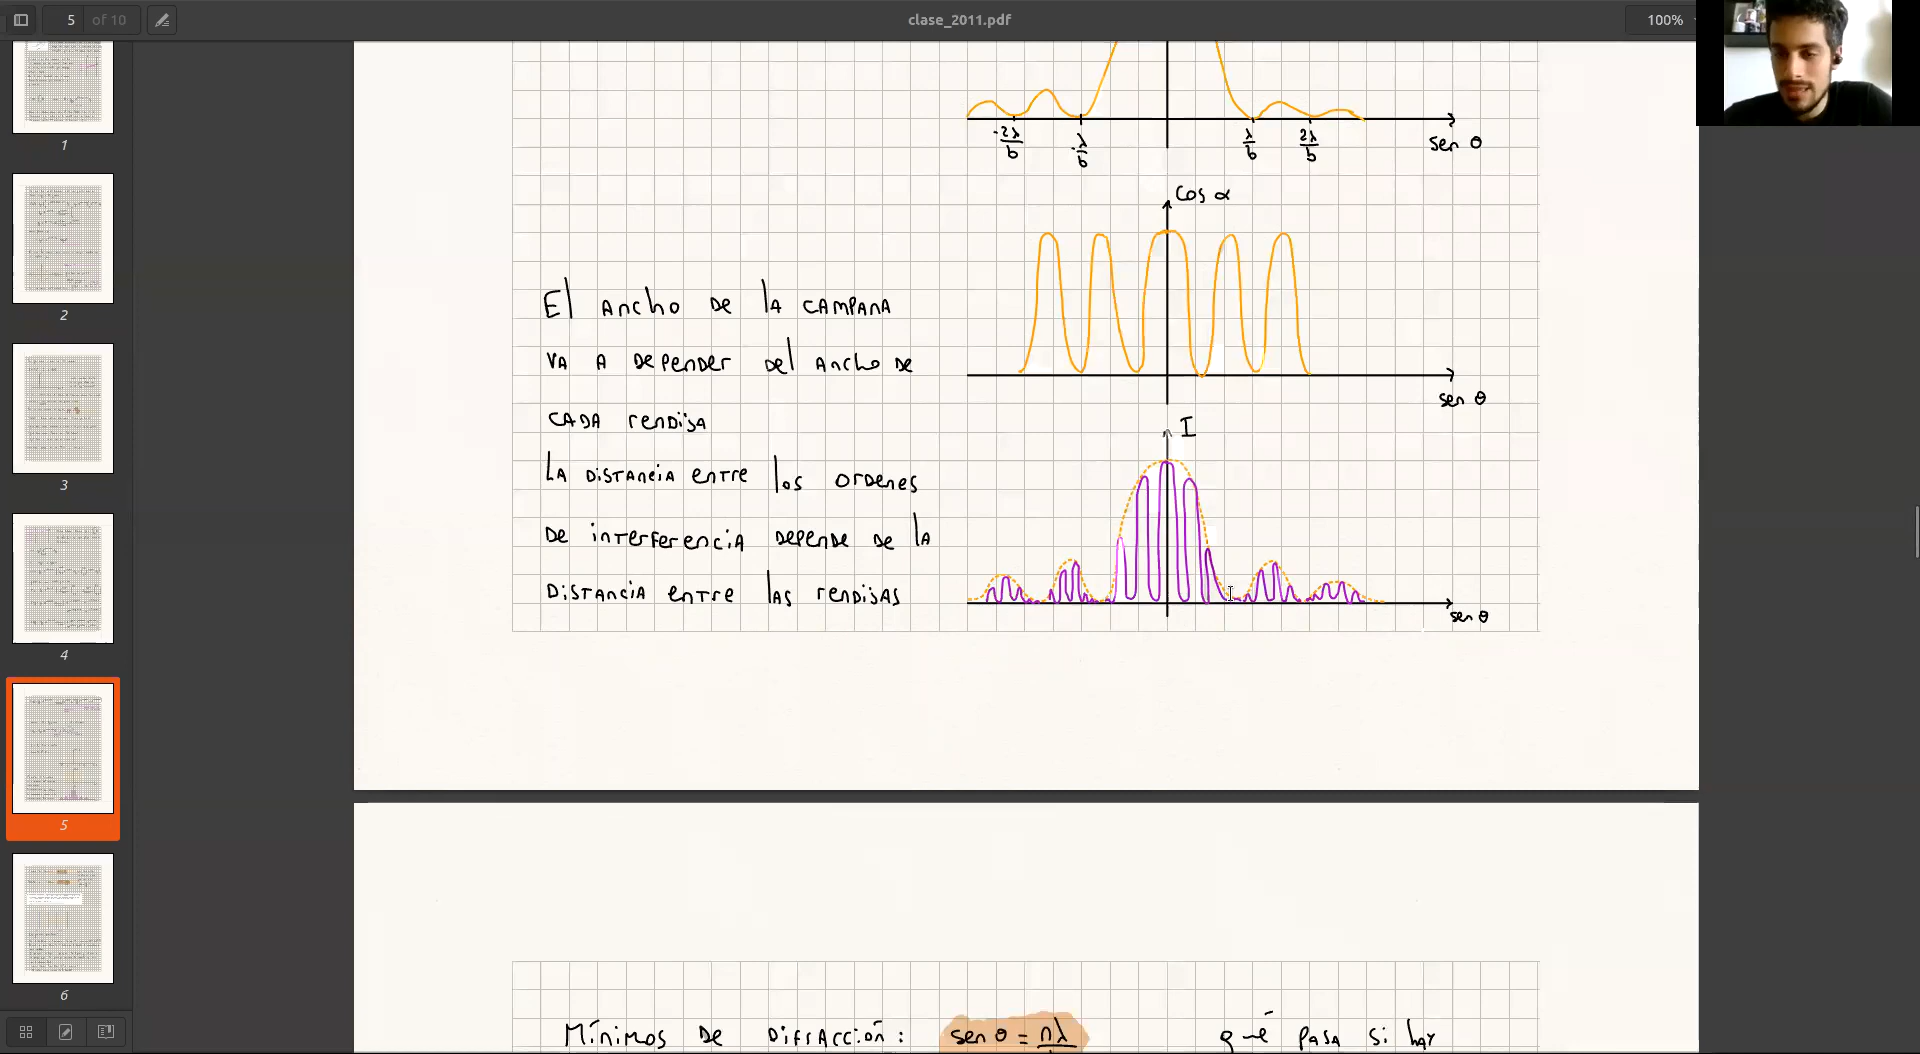 5 of 10
clase_2011.pdf
100%
1
2
3
4
5
6
-2λ/b
-λ/b
λ/b
2λ/b
sen θ
Cos α
sen θ
El Ancho De la CAMPANA
VA A Depender Del Ancho De
CADA renDijA
I
LA DiSTAnciA enTre los OrDenes
De inTerferenciA Depende De lA
DiSTAnciA enTre lAs renDijAs
sen θ
Mínimos De DifrAcción :
sen θ = nλ
qué pasa si hay